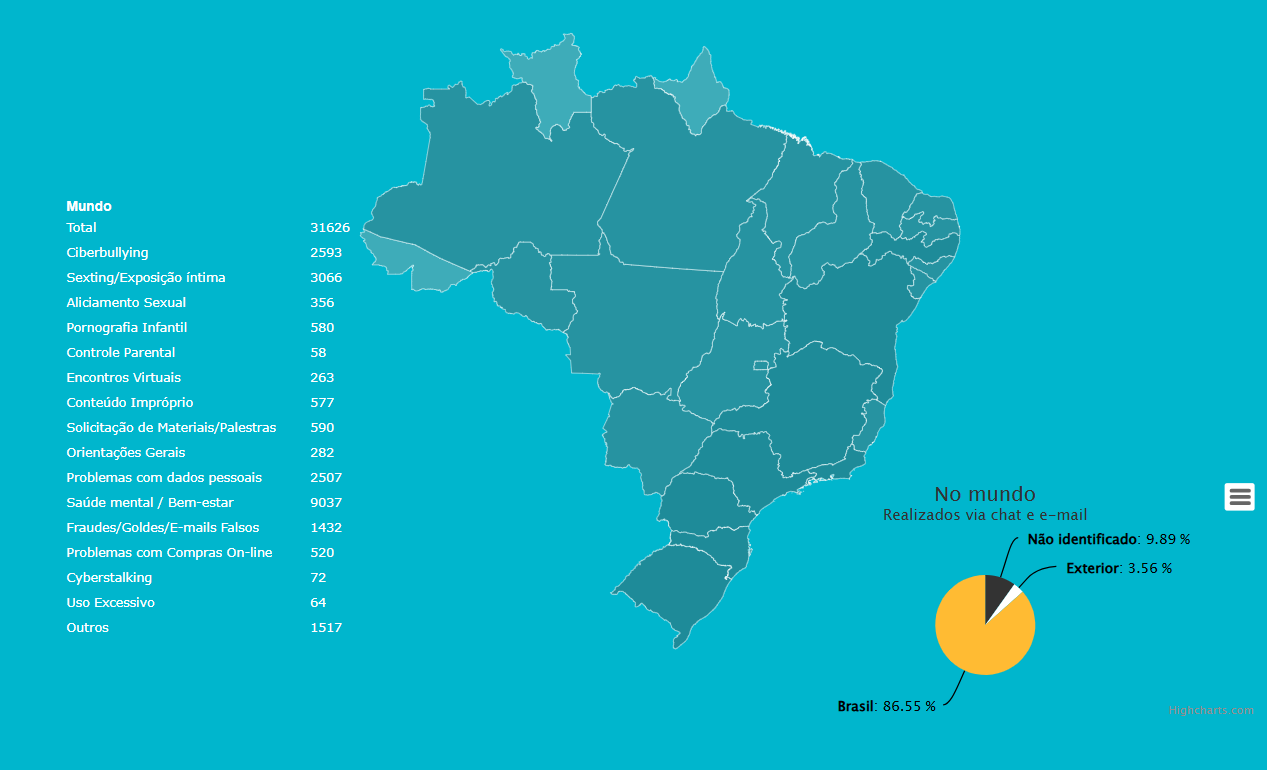 Mundo
Total 31626
Ciberbullying 2593
Sexting/Exposição íntima 3066
Aliciamento Sexual 356
Pornografia Infantil 580
Controle Parental 58
Encontros Virtuais 263
Conteúdo Impróprio 577
Solicitação de Materiais/Palestras 590
Orientações Gerais 282
Problemas com dados pessoais 2507
Saúde mental / Bem-estar 9037
Fraudes/Goldes/E-mails Falsos 1432
Problemas com Compras On-line 520
Cyberstalking 72
Uso Excessivo 64
Outros 1517
No mundo
Realizados via chat e e-mail
Não identificado: 9.89 %
Exterior: 3.56 %
Brasil: 86.55 %
Highcharts.com